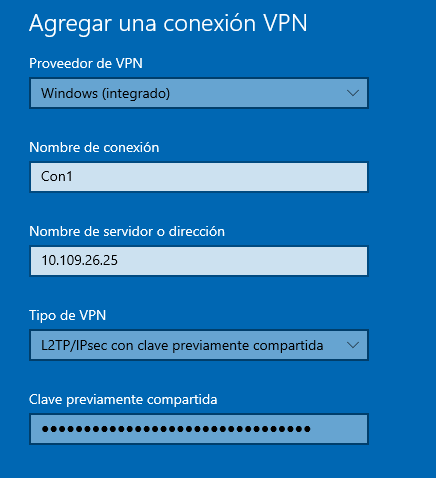 Agregar una conexión VPN
Proveedor de VPN
Windows (integrado)
Nombre de conexión
Con1
Nombre de servidor o dirección
10.109.26.25
Tipo de VPN
L2TP/IPsec con clave previamente compartida
Clave previamente compartida
●●●●●●●●●●●●●●●●●●●●●●●●●●●●●●●●